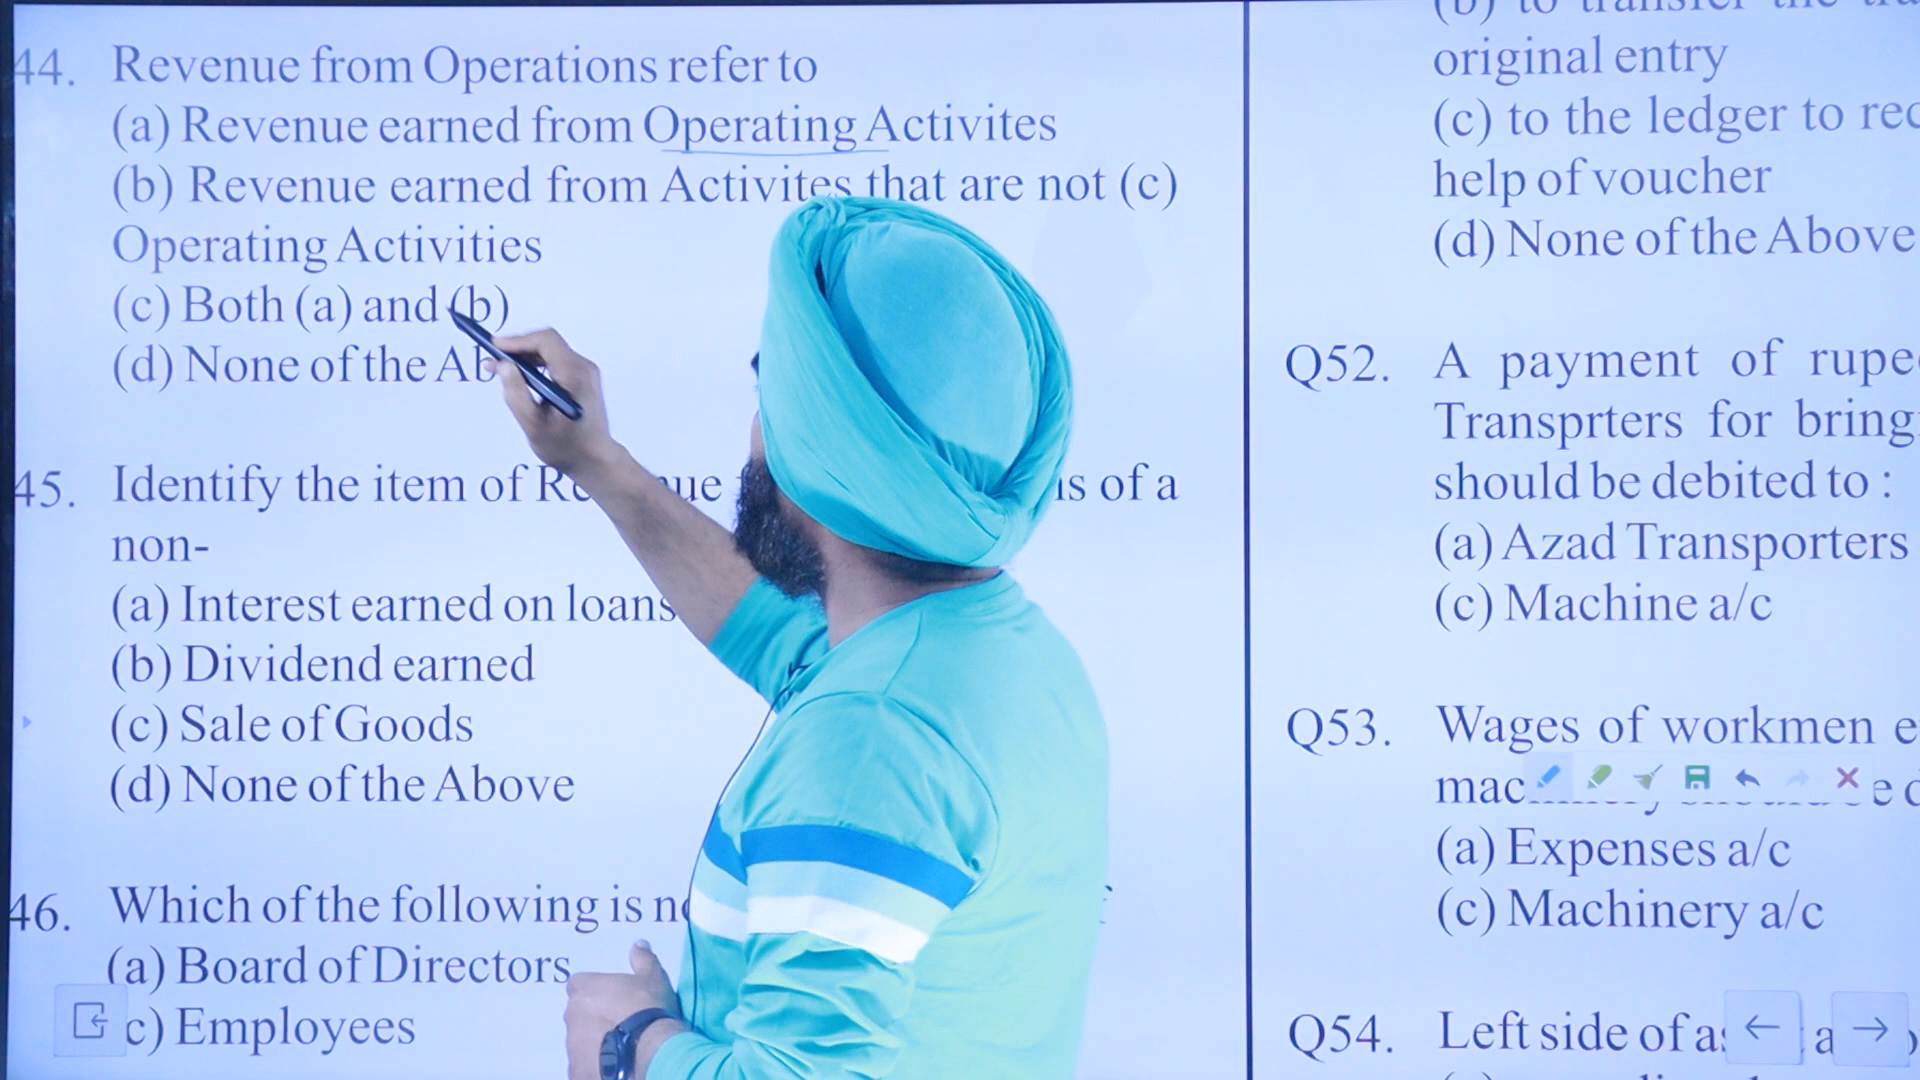 44. Revenue from Operations refer to
(a) Revenue earned from Operating Activites
(b) Revenue earned from Activites that are not (c)
Operating Activities
(c) Both (a) and (b)
(d) None of the
45. Identify the item of of a
non-
(a) Interest earned on loans
(b) Dividend earned
(c) Sale of Goods
(d) None of the Above
46. Which of the following is
(a) Board of Directors
c) Employees
original entry
(c) to the ledger to
help of voucher
(d) None of the Above
Q52. A payment of
Transprters for
should be debited to :
(a) Azad Transporters
(c) Machine a/c
Q53. Wages of workmen
(a) Expenses a/c
(c) Machinery a/c
Q54. Left side of